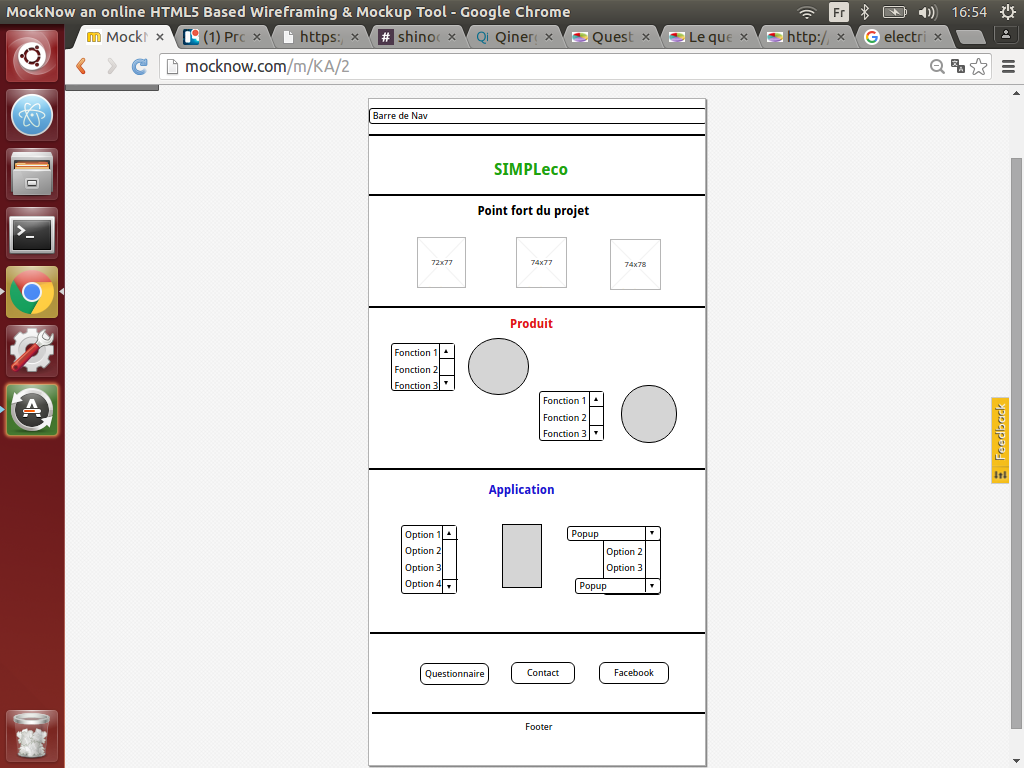 MockNow an online HTML5 Based Wireframing & Mockup Tool - Google Chrome
Fr
16:54
MockN
(1) Pro
https:/
shinoo
Qinerg
Quest
Le que
http://
electri
mocknow.com/m/KA/2
Barre de Nav
SIMPLeco
Point fort du projet
72x77
74x77
74x78
Produit
Fonction 1
Fonction 2
Fonction 3
Fonction 1
Fonction 2
Fonction 3
Feedback
Application
Option 1
Option 2
Option 3
Option 4
Popup
Option 2
Option 3
Popup
Questionnaire
Contact
Facebook
Footer